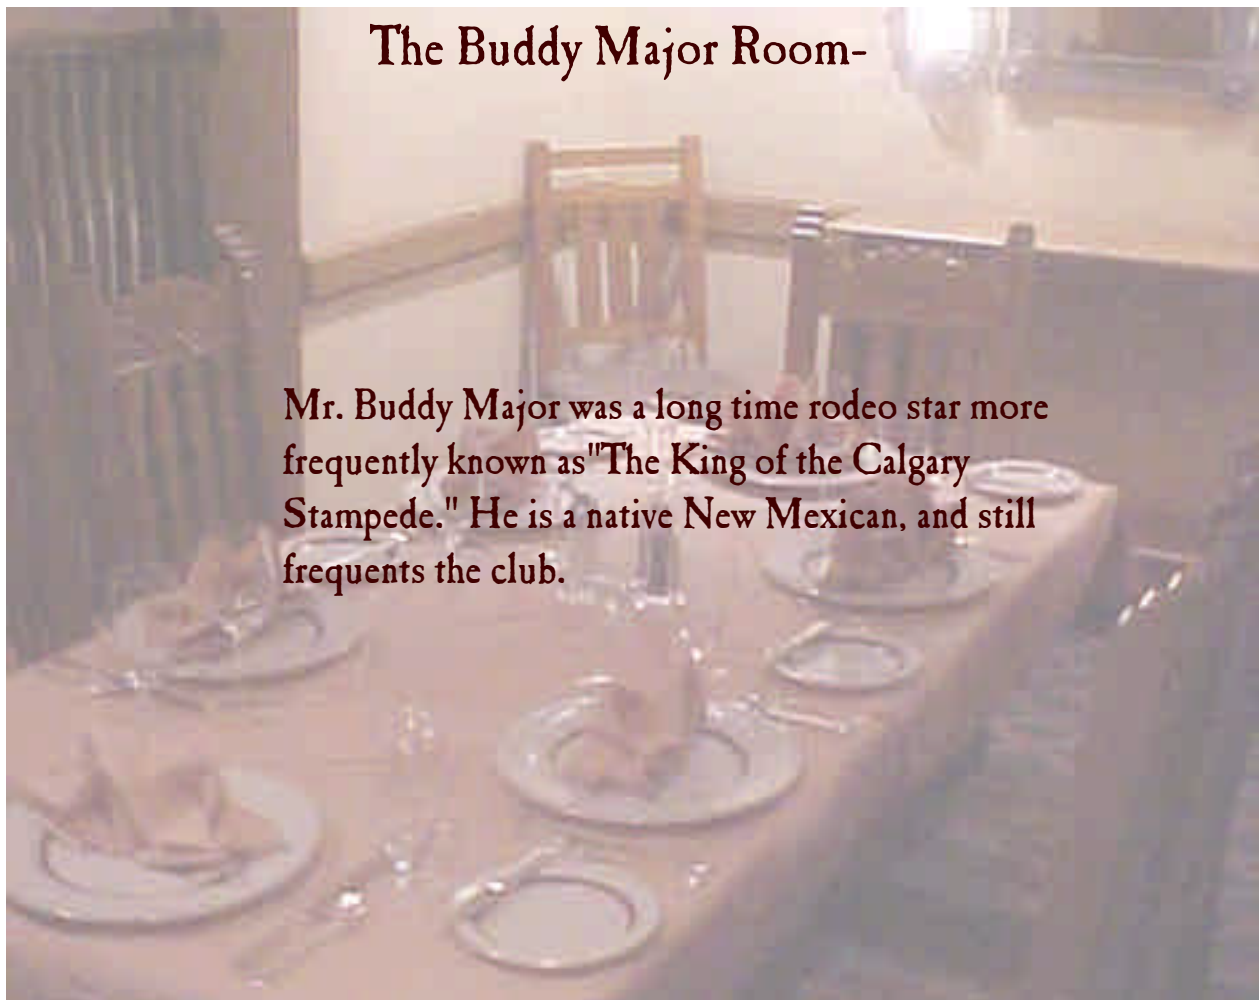 The Buddy Major Room-
Mr. Buddy Major was a long time rodeo star more
frequently known as"The King of the Calgary
Stampede." He is a native New Mexican, and still
frequents the club.